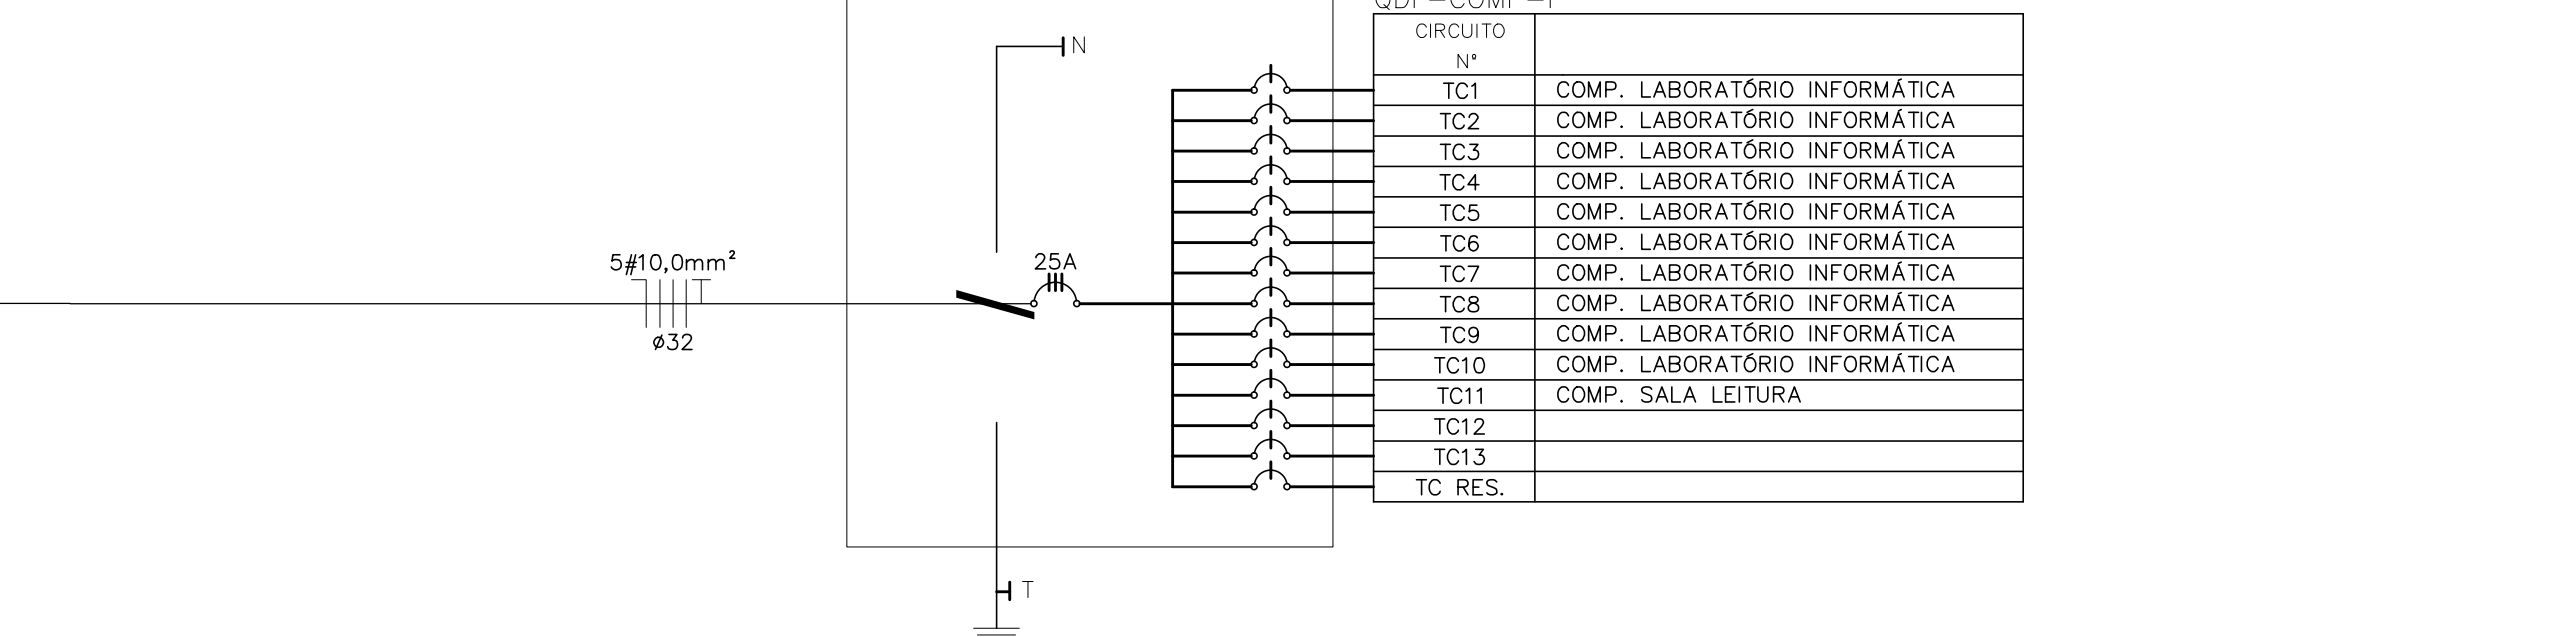 CIRCUITO
N°
N
TC1 COMP. LABORATÓRIO INFORMÁTICA
TC2 COMP. LABORATÓRIO INFORMÁTICA
TC3 COMP. LABORATÓRIO INFORMÁTICA
TC4 COMP. LABORATÓRIO INFORMÁTICA
TC5 COMP. LABORATÓRIO INFORMÁTICA
TC6 COMP. LABORATÓRIO INFORMÁTICA
5#10,0mm²
25A
TC7 COMP. LABORATÓRIO INFORMÁTICA
TC8 COMP. LABORATÓRIO INFORMÁTICA
TC9 COMP. LABORATÓRIO INFORMÁTICA
ø32
TC10 COMP. LABORATÓRIO INFORMÁTICA
TC11 COMP. SALA LEITURA
TC12
TC13
TC RES.
T